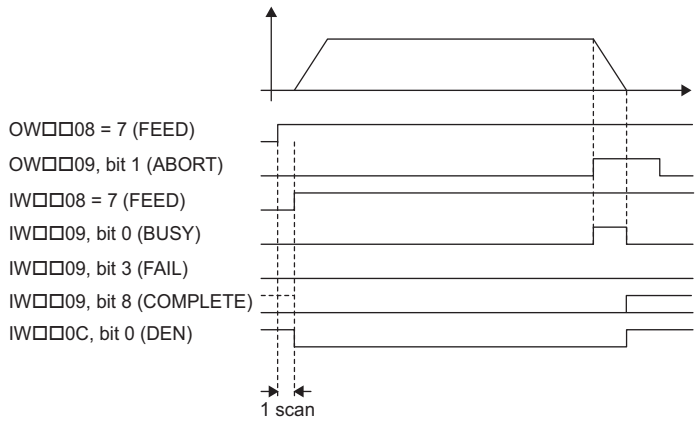 OW□□08 = 7 (FEED)
OW□□09, bit 1 (ABORT)
IW□□08 = 7 (FEED)
IW□□09, bit 0 (BUSY)
IW□□09, bit 3 (FAIL)
IW□□09, bit 8 (COMPLETE)
IW□□0C, bit 0 (DEN)
1 scan